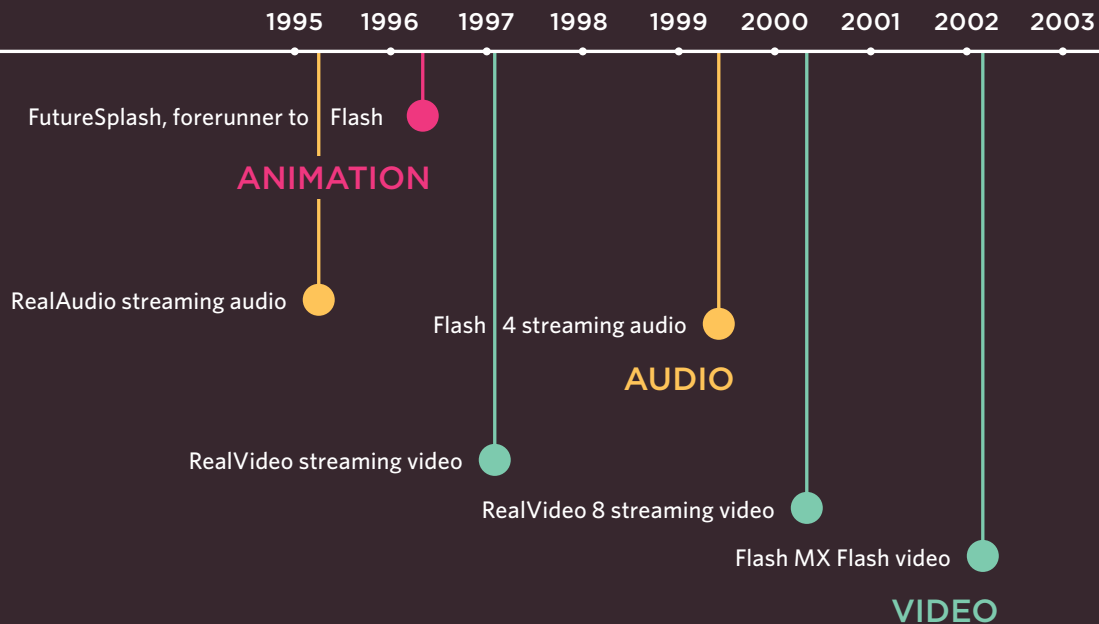 1995 1996 1997 1998 1999 2000 2001 2002 2003
FutureSplash, forerunner to Flash
ANIMATION
RealAudio streaming audio
Flash 4 streaming audio
AUDIO
RealVideo streaming video
RealVideo 8 streaming video
Flash MX Flash video
VIDEO